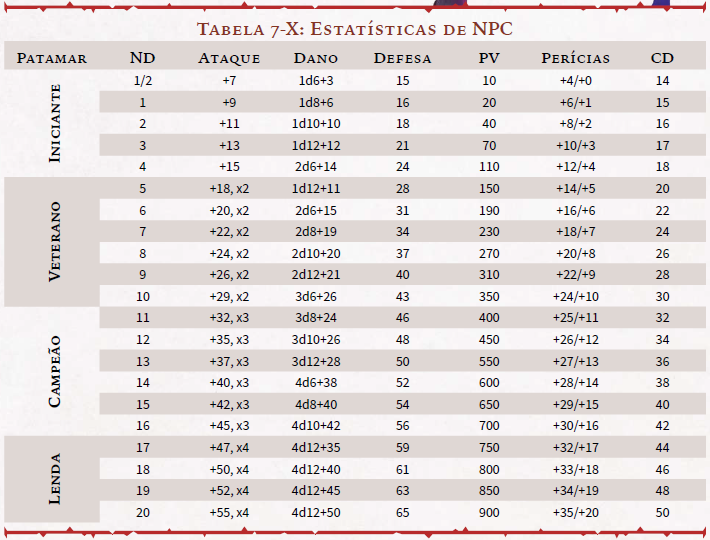 Tabela 7-X: Estatísticas de NPC
Patamar ND Ataque Dano Defesa PV Perícias CD
Iniciante
1/2 +7 1d6+3 15 10 +4/+0 14
1 +9 1d8+6 16 20 +6/+1 15
2 +11 1d10+10 18 40 +8/+2 16
3 +13 1d12+12 21 70 +10/+3 17
4 +15 2d6+14 24 110 +12/+4 18
Veterano
5 +18, x2 1d12+11 28 150 +14/+5 20
6 +20, x2 2d6+15 31 190 +16/+6 22
7 +22, x2 2d8+19 34 230 +18/+7 24
8 +24, x2 2d10+20 37 270 +20/+8 26
9 +26, x2 2d12+21 40 310 +22/+9 28
10 +29, x2 3d6+26 43 350 +24/+10 30
Campeão
11 +32, x3 3d8+24 46 400 +25/+11 32
12 +35, x3 3d10+26 48 450 +26/+12 34
13 +37, x3 3d12+28 50 550 +27/+13 36
14 +40, x3 4d6+38 52 600 +28/+14 38
15 +42, x3 4d8+40 54 650 +29/+15 40
16 +45, x3 4d10+42 56 700 +30/+16 42
Lenda
17 +47, x4 4d12+35 59 750 +32/+17 44
18 +50, x4 4d12+40 61 800 +33/+18 46
19 +52, x4 4d12+45 63 850 +34/+19 48
20 +55, x4 4d12+50 65 900 +35/+20 50